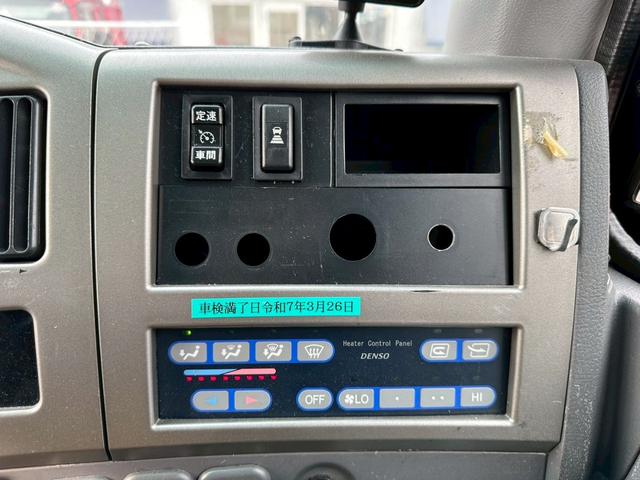 定速
車間
車検満了日令和7年3月26日
Heater Control Panel
DENSO
OFF
LO
HI